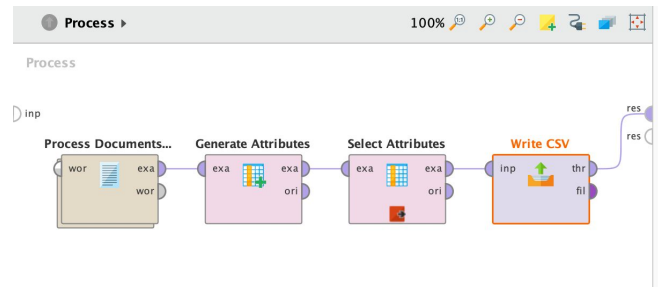 Process
100%
Process
inp
res
res
Process Documents...
wor
exa
wor
Generate Attributes
exa
exa
ori
Select Attributes
exa
exa
ori
Write CSV
inp
thr
fil